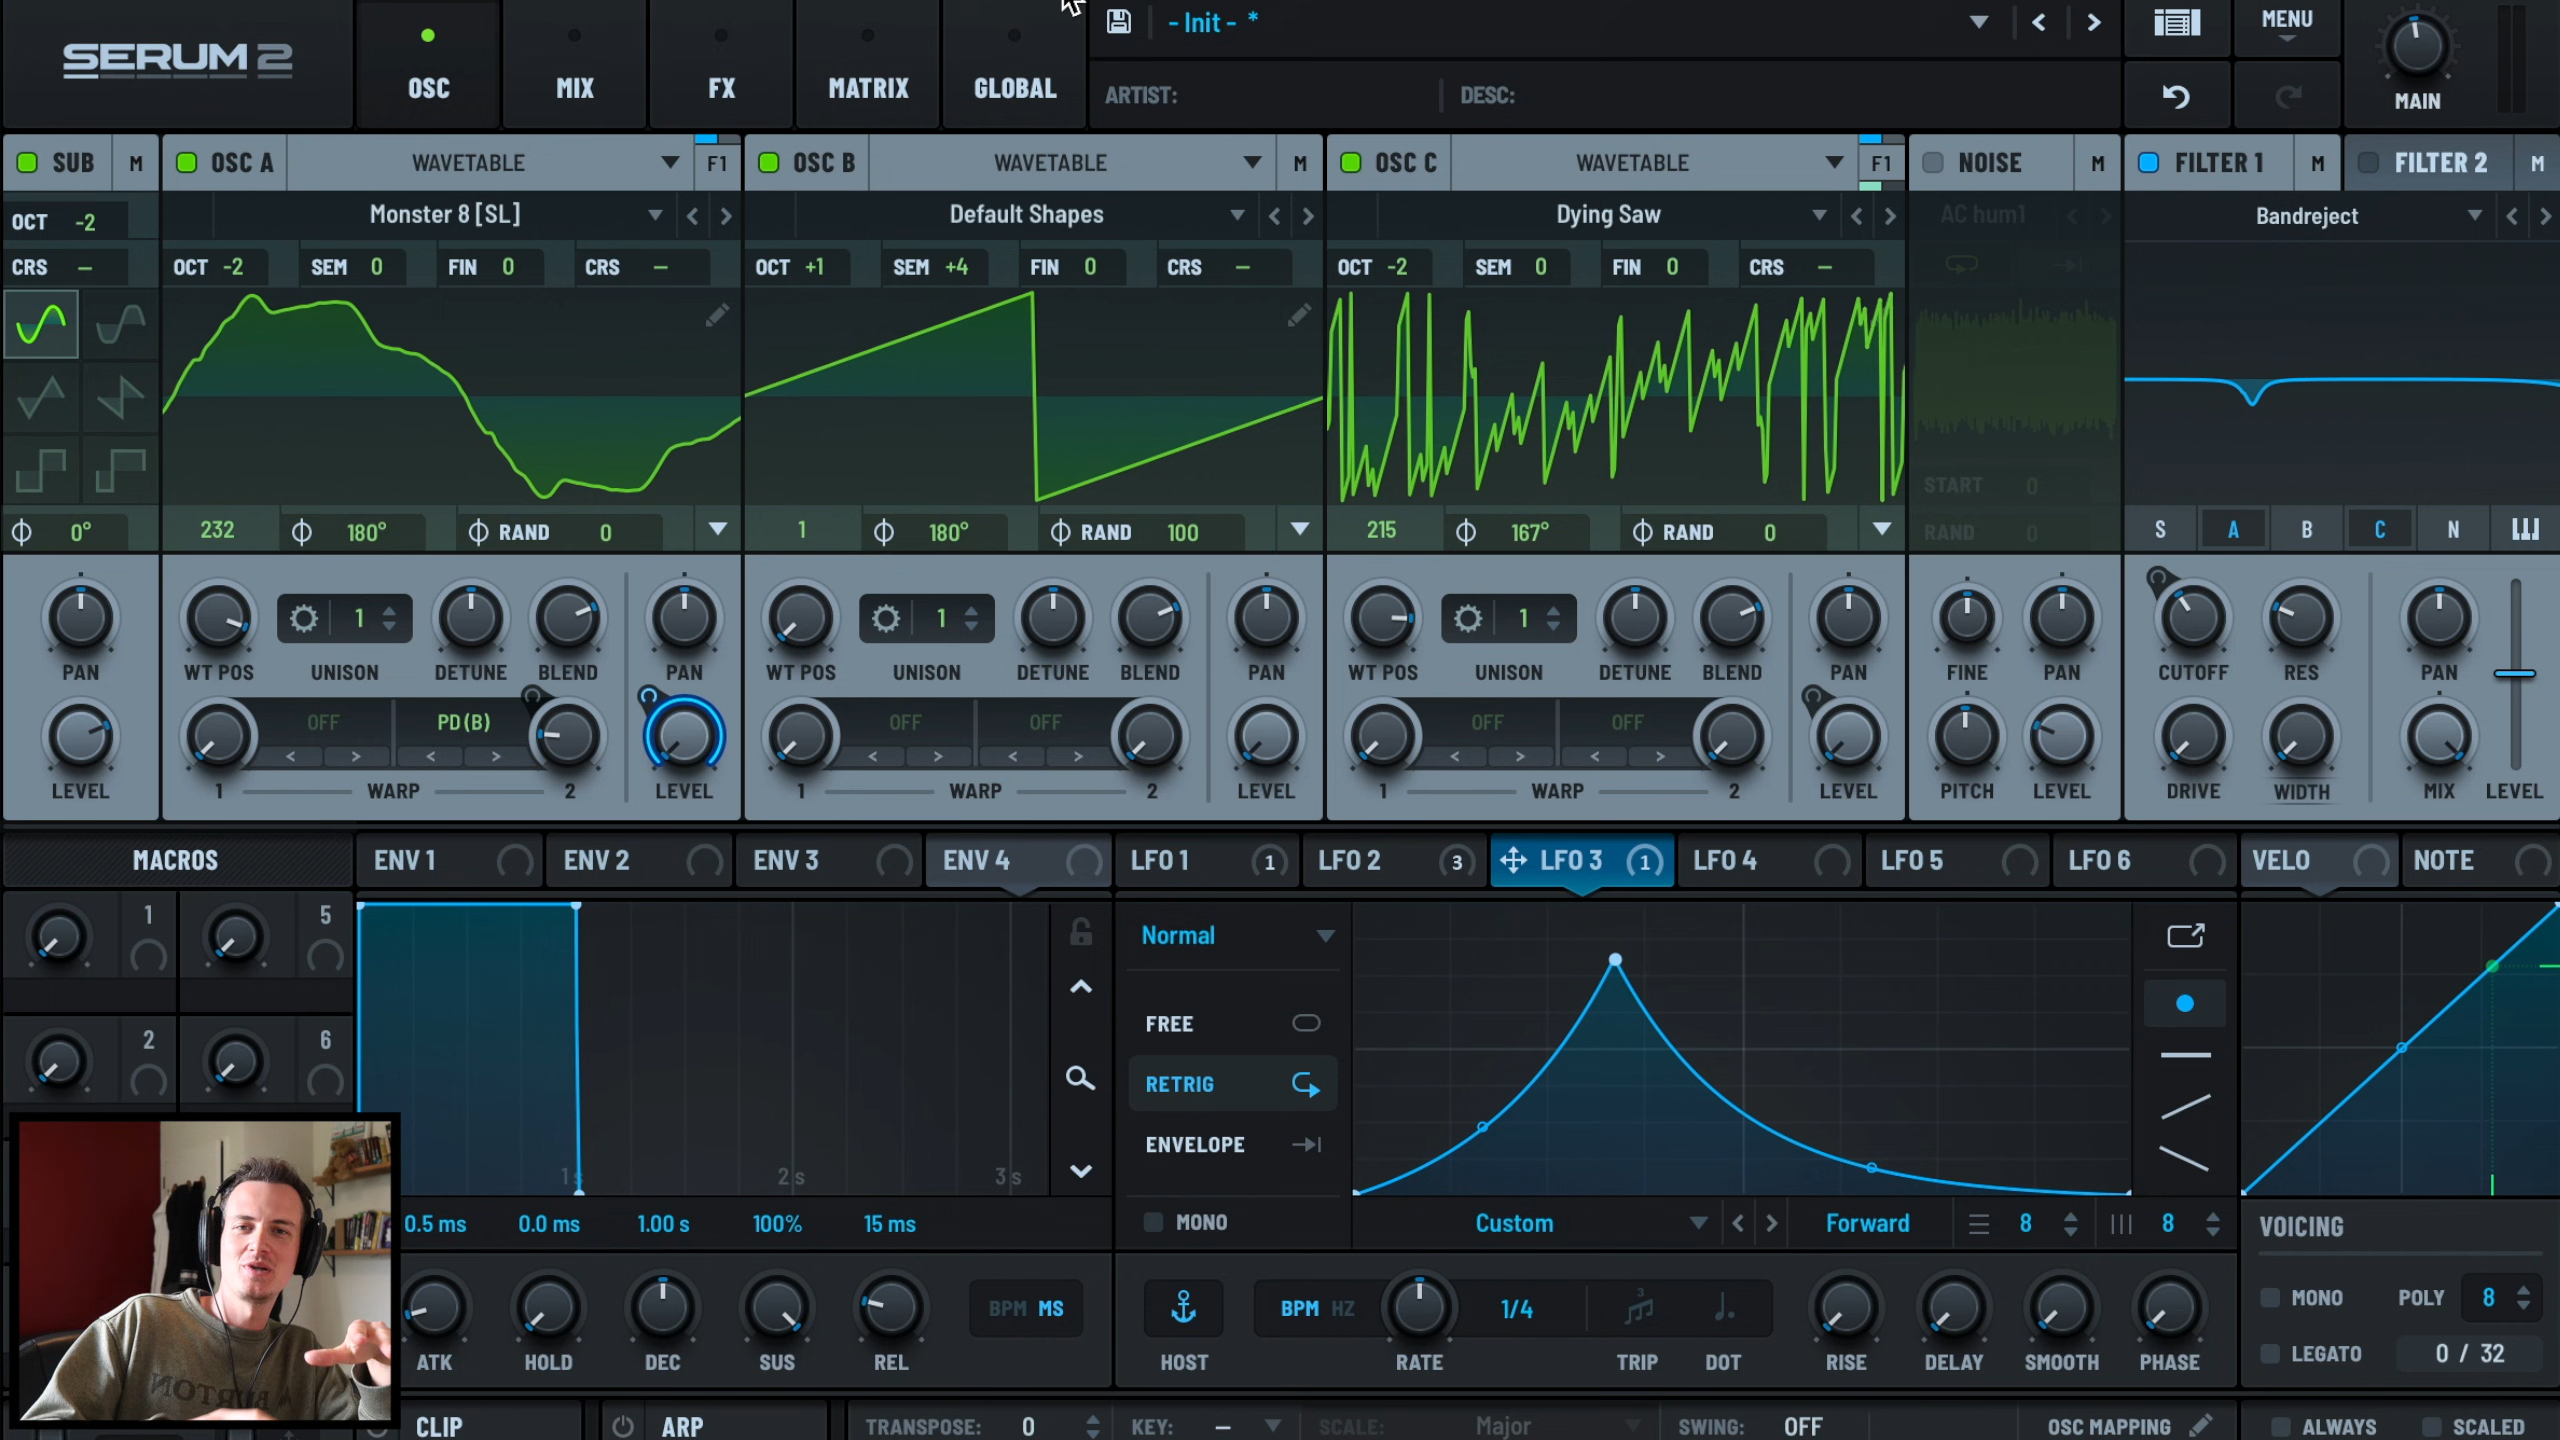 SERUM 2
OSC
MIX
FX
MATRIX
GLOBAL
- Init - *
ARTIST:
DESC:
MENU
MAIN
SUB M
OSC A WAVETABLE F1
OSC B WAVETABLE M
OSC C WAVETABLE F1
NOISE M
FILTER 1 M
FILTER 2 M
OCT -2
Monster 8 [SL]
Default Shapes
Dying Saw
AC hum1
Bandreject
CRS –
OCT -2 SEM 0 FIN 0 CRS –
OCT +1 SEM +4 FIN 0 CRS –
OCT -2 SEM 0 FIN 0 CRS –
START 0
RAND 0
0°
232 180° RAND 0
1 180° RAND 100
215 167° RAND 0
S A B C N
PAN
WT POS
1
UNISON
DETUNE
BLEND
PAN
WT POS
1
UNISON
DETUNE
BLEND
PAN
WT POS
1
UNISON
DETUNE
BLEND
PAN
FINE
PAN
CUTOFF
RES
PAN
OFF
PD (B)
OFF
OFF
OFF
OFF
< > < >
< > < >
< > < >
LEVEL
1 WARP 2
LEVEL
1 WARP 2
LEVEL
1 WARP 2
LEVEL
PITCH
LEVEL
DRIVE
WIDTH
MIX
LEVEL
MACROS
ENV 1
ENV 2
ENV 3
ENV 4
LFO 1 1
LFO 2 3
LFO 3 1
LFO 4
LFO 5
LFO 6
VELO
NOTE
1
5
2
6
Normal
FREE
RETRIG
ENVELOPE
MONO
1 s
2 s
3 s
0.5 ms
0.0 ms
1.00 s
100%
15 ms
Custom
Forward
8
8
VOICING
ATK
HOLD
DEC
SUS
REL
BPM MS
HOST
BPM HZ
RATE
1/4
3
TRIP
DOT
RISE
DELAY
SMOOTH
PHASE
MONO
POLY 8
LEGATO
0 / 32
BURTON
CLIP
ARP
TRANSPOSE: 0
KEY: –
SCALE: Major
SWING: OFF
OSC MAPPING
ALWAYS
SCALED